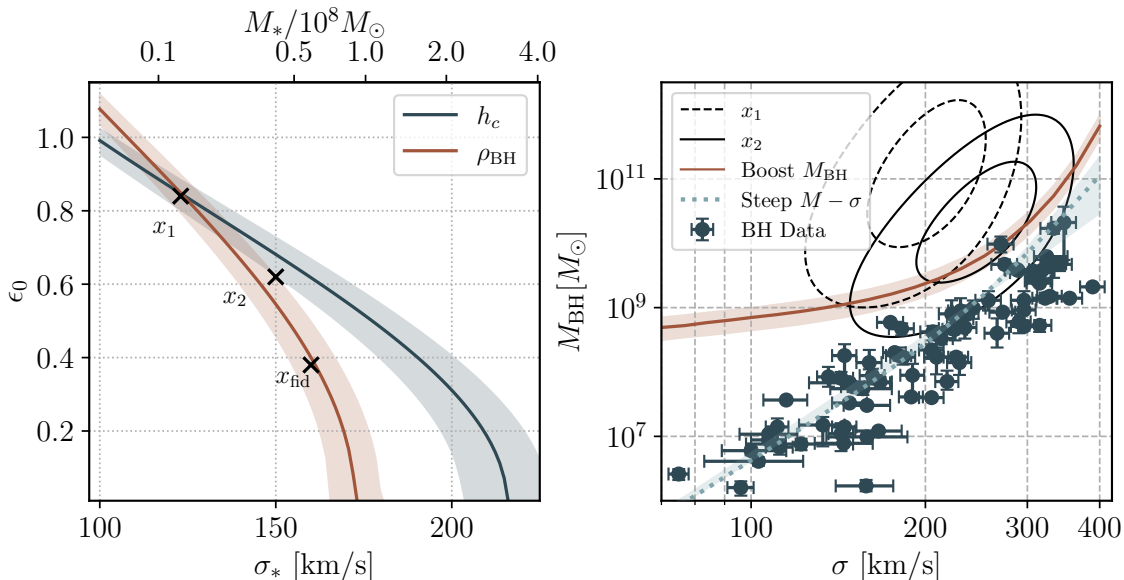 M_*/10^8 M_⊙
0.1 0.5 1.0 2.0 4.0
h_c
ρ_BH
1.0
0.8
0.6
0.4
0.2
ϵ_0
x_1
x_2
x_fid
100 150 200
σ_* [km/s]
x_1
x_2
Boost M_BH
Steep M − σ
BH Data
10^11
10^9
10^7
M_BH[M_⊙]
100 200 300 400
σ [km/s]